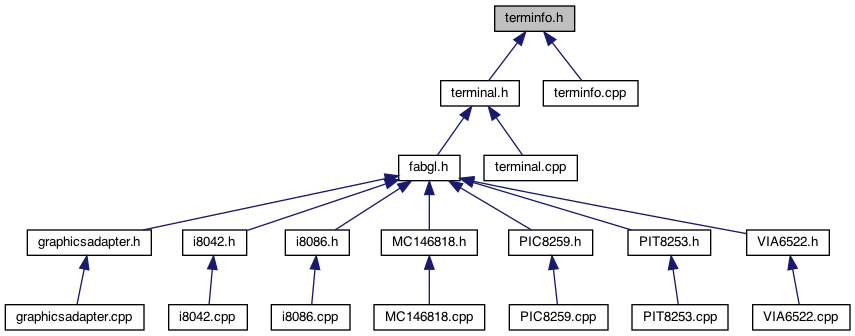 terminfo.h
terminal.h
terminfo.cpp
fabgl.h
terminal.cpp
graphicsadapter.h
i8042.h
i8086.h
MC146818.h
PIC8259.h
PIT8253.h
VIA6522.h
graphicsadapter.cpp
i8042.cpp
i8086.cpp
MC146818.cpp
PIC8259.cpp
PIT8253.cpp
VIA6522.cpp